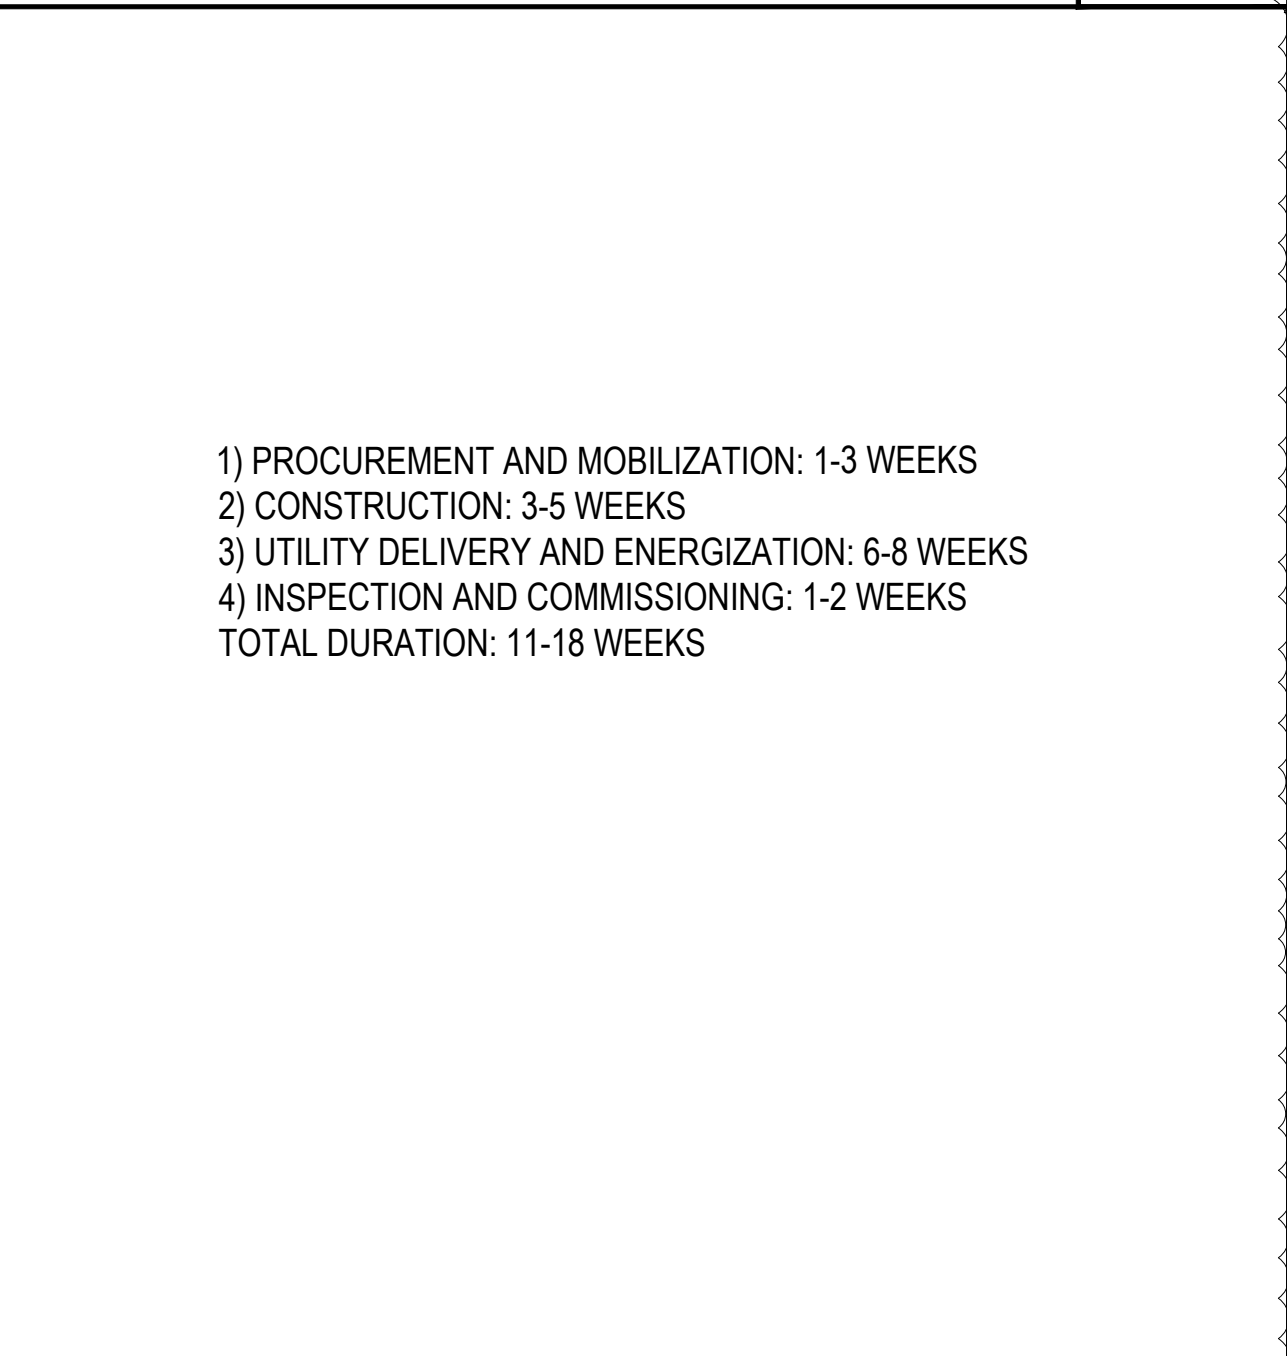 1) PROCUREMENT AND MOBILIZATION: 1-3 WEEKS
2) CONSTRUCTION: 3-5 WEEKS
3) UTILITY DELIVERY AND ENERGIZATION: 6-8 WEEKS
4) INSPECTION AND COMMISSIONING: 1-2 WEEKS
TOTAL DURATION: 11-18 WEEKS